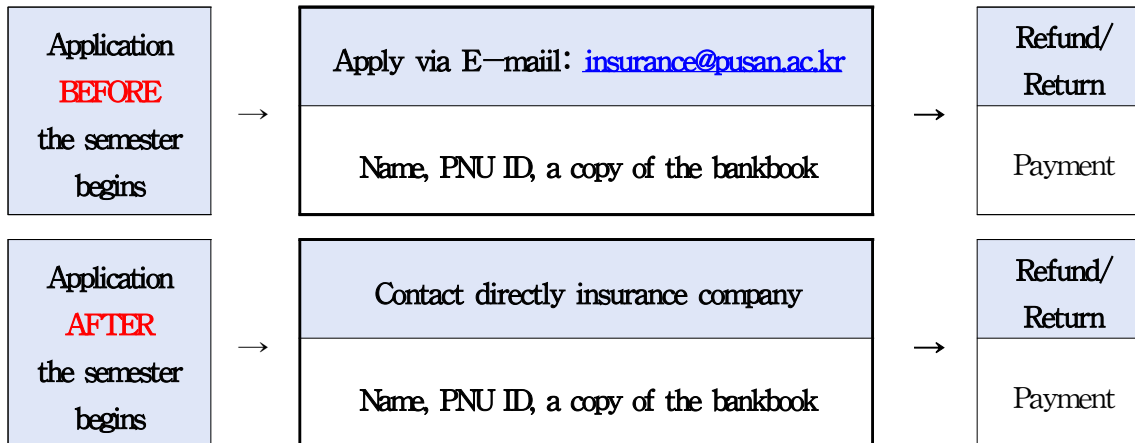 Application
BEFORE
the semester
begins
→
Apply via E-maiil: insurance@pusan.ac.kr
Name, PNU ID, a copy of the bankbook
→
Refund/
Return
Payment
Application
AFTER
the semester
begins
→
Contact directly insurance company
Name, PNU ID, a copy of the bankbook
→
Refund/
Return
Payment